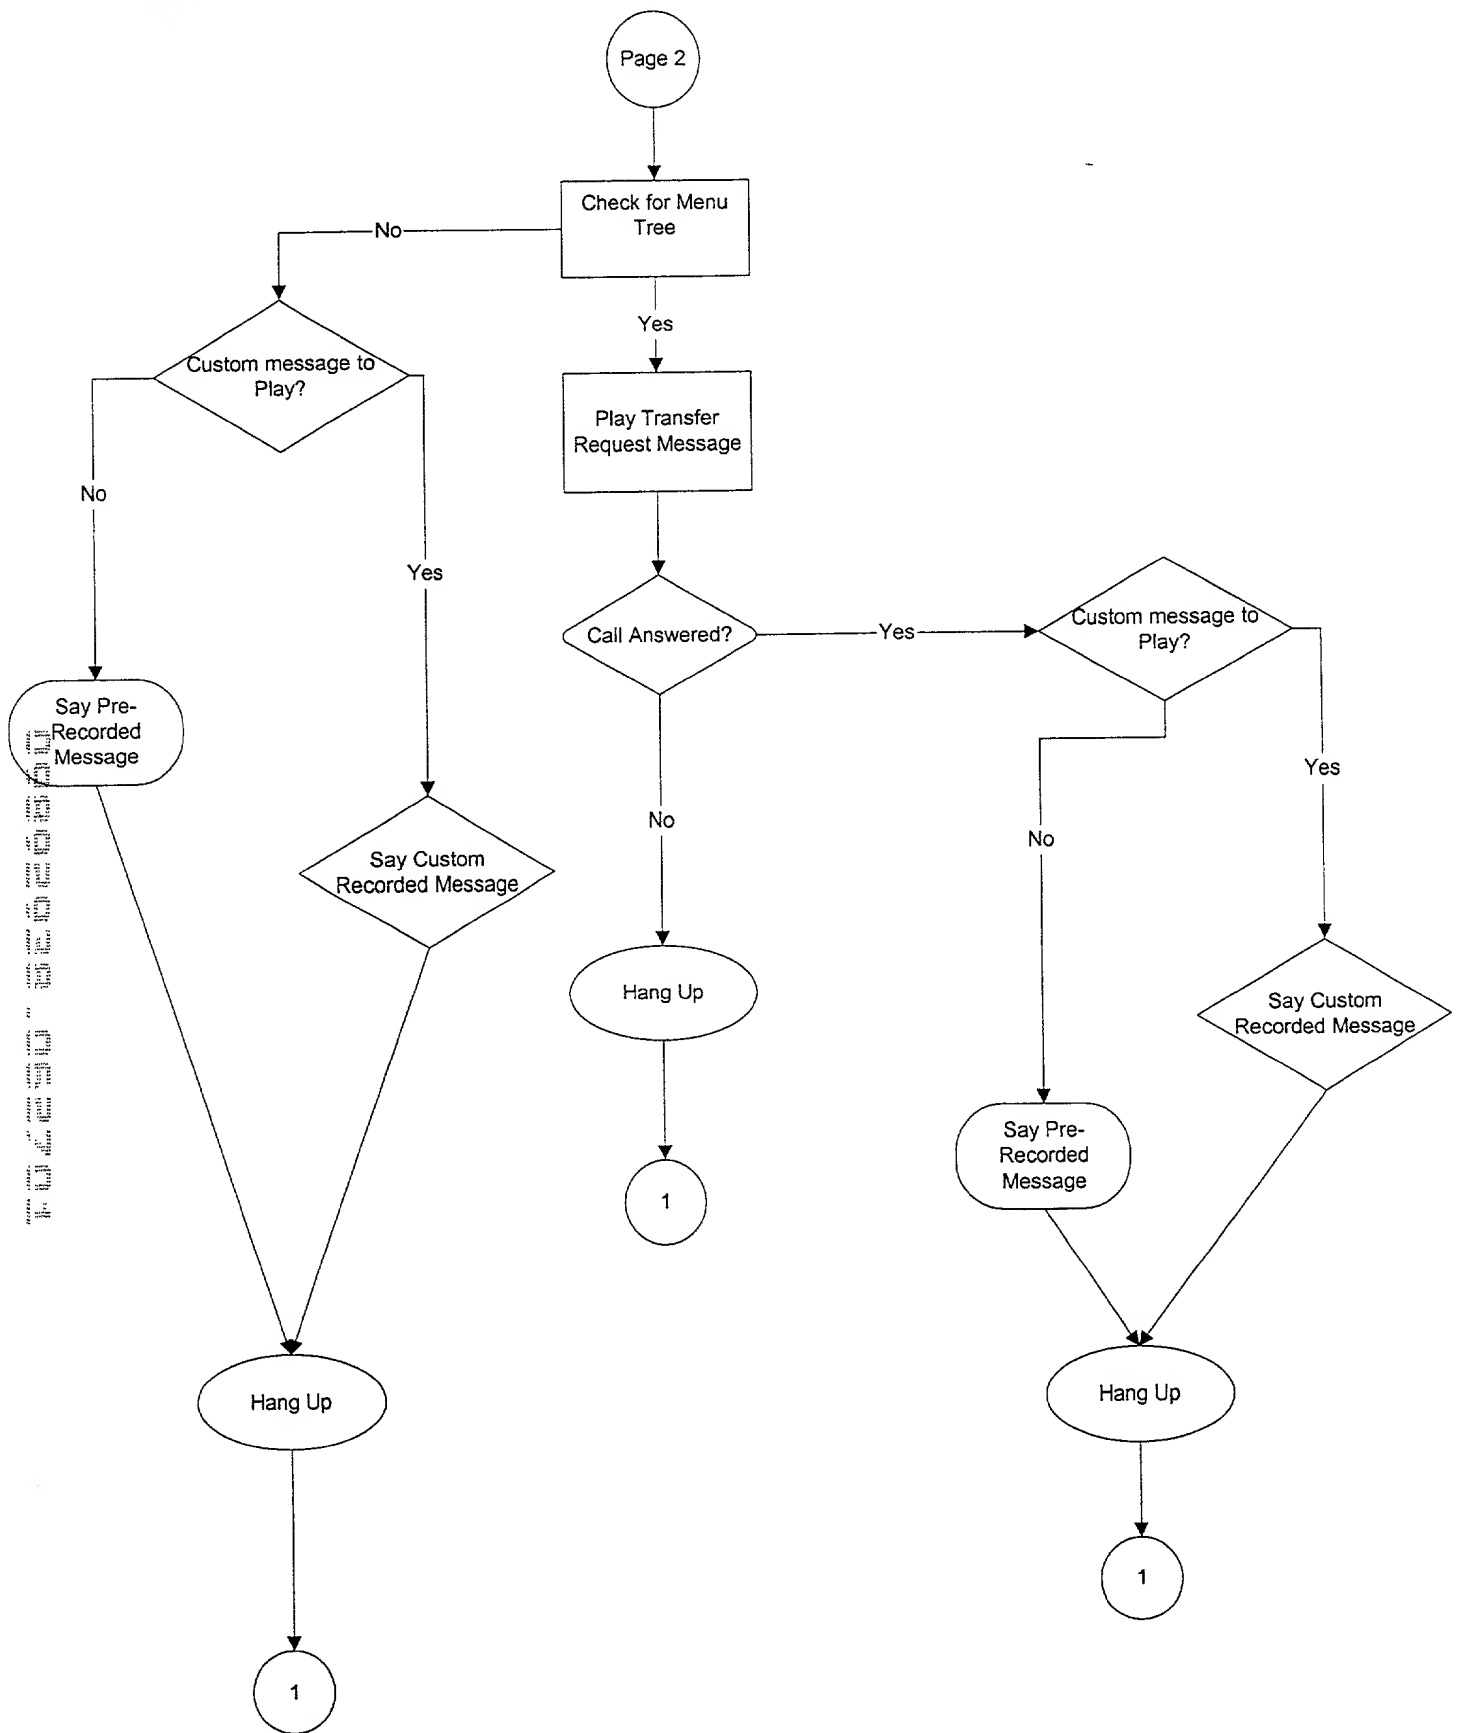 Page 2
Check for Menu
Tree
No
Yes
Custom message to
Play?
Play Transfer
Request Message
No
Yes
Call Answered?
Yes
Custom message to
Play?
Say Pre-
Recorded
Message
Yes
No
No
Say Custom
Recorded Message
Hang Up
Say Custom
Recorded Message
Say Pre-
Recorded
Message
1
Hang Up
Hang Up
1
1